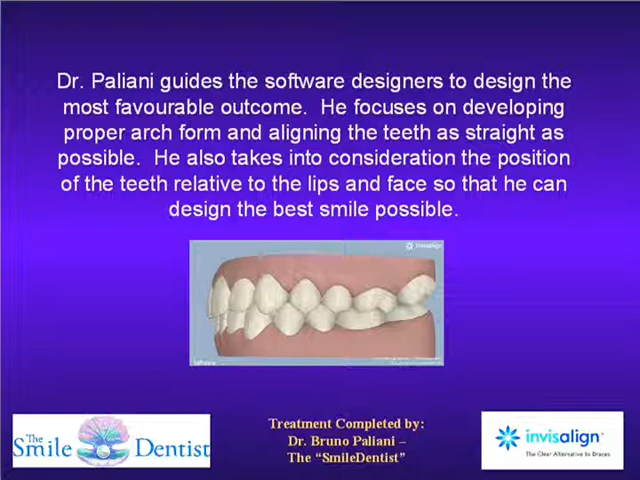 Dr. Paliani guides the software designers to design the
most favourable outcome.  He focuses on developing
proper arch form and aligning the teeth as straight as
possible.  He also takes into consideration the position
of the teeth relative to the lips and face so that he can
design the best smile possible.
invisalign
The
Smile Dentist
Treatment Completed by:
Dr. Bruno Paliani –
The “SmileDentist”
invisalign
The Clear Alternative to Braces